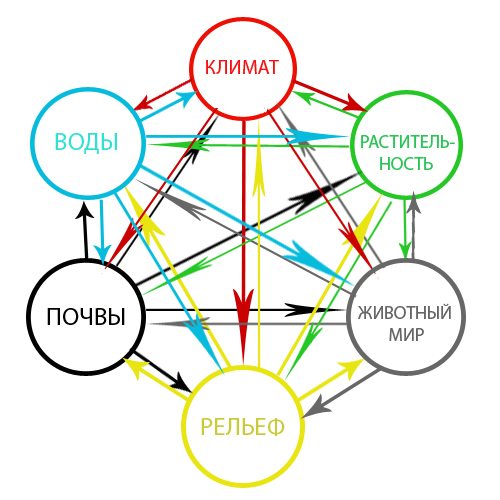 КЛИМАТ
ВОДЫ
РАСТИТЕЛЬ-
НОСТЬ
ПОЧВЫ
ЖИВОТНЫЙ
МИР
РЕЛЬЕФ